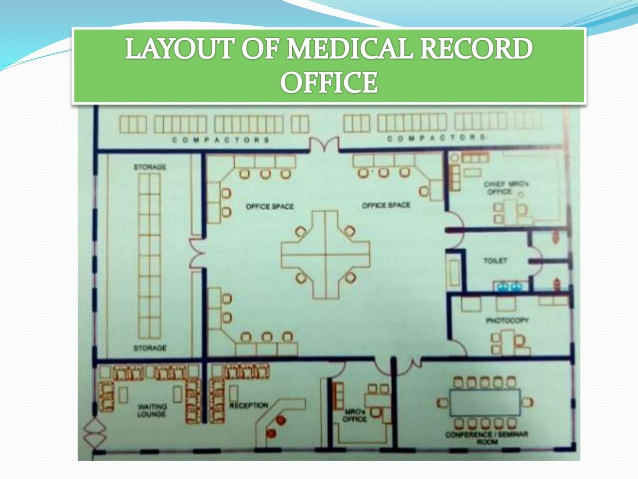 LAYOUT OF MEDICAL RECORD
OFFICE
COMPACTORS
COMPACTORS
STORAGE
OFFICE SPACE
OFFICE SPACE
CHIEF MRO's
OFFICE
TOILET
PHOTOCOPY
STORAGE
WAITING
LOUNGE
RECEPTION
MRO's
OFFICE
CONFERENCE / SEMINAR
ROOM